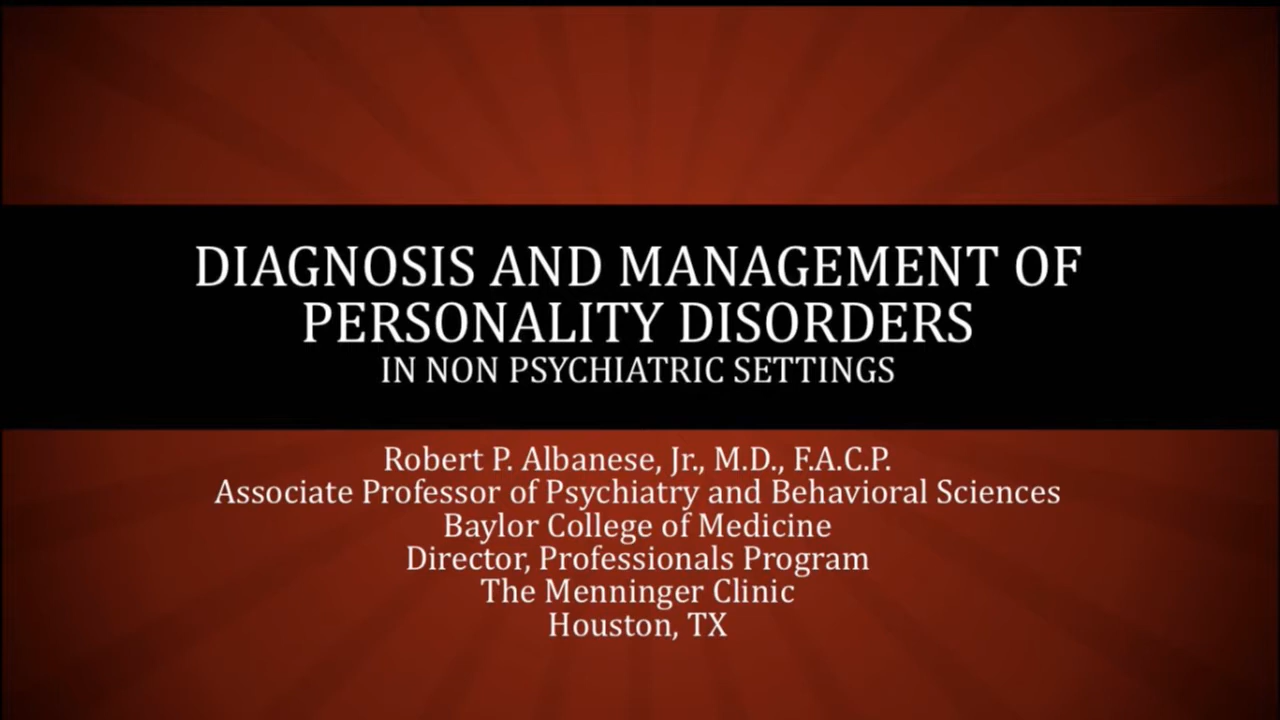 DIAGNOSIS AND MANAGEMENT OF
PERSONALITY DISORDERS
IN NON PSYCHIATRIC SETTINGS
Robert P. Albanese, Jr., M.D., F.A.C.P.
Associate Professor of Psychiatry and Behavioral Sciences
Baylor College of Medicine
Director, Professionals Program
The Menninger Clinic
Houston, TX